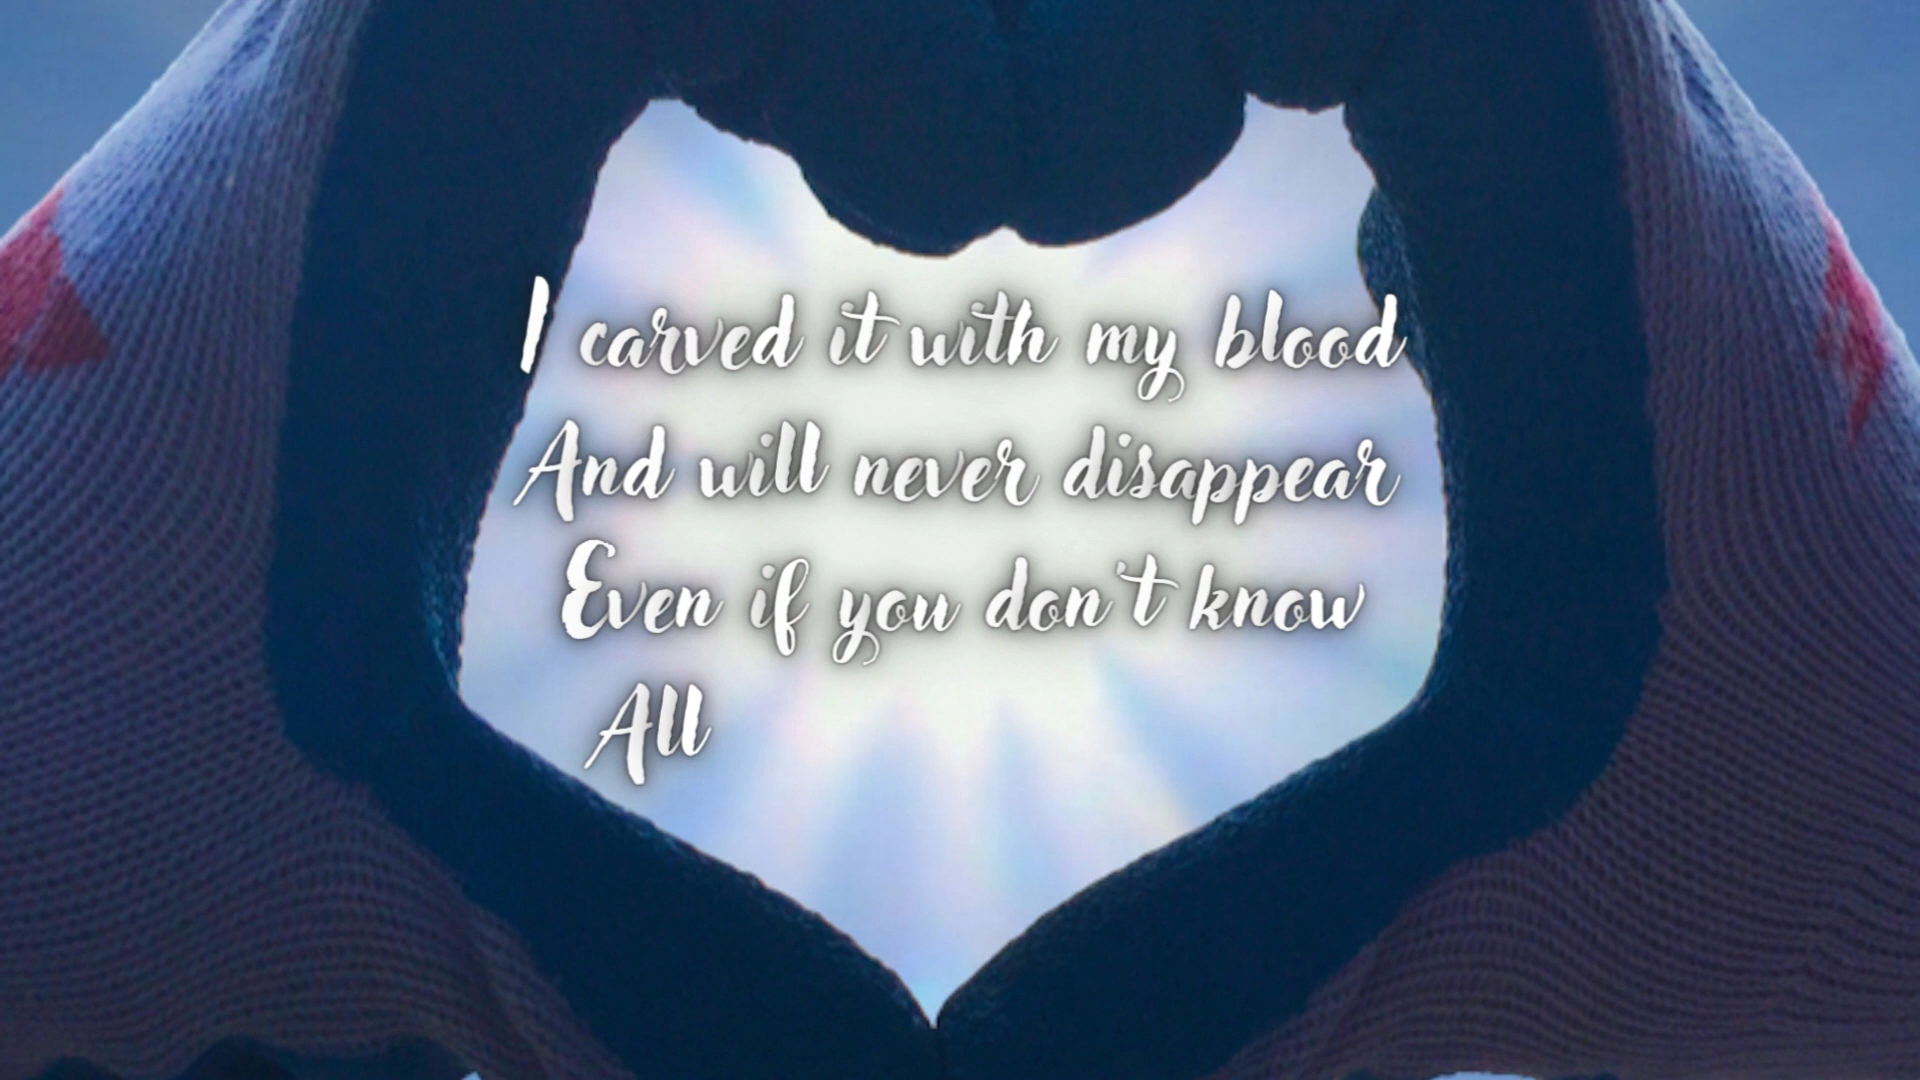 I carved it with my blood
And will never disappear
Even if you don't know
All